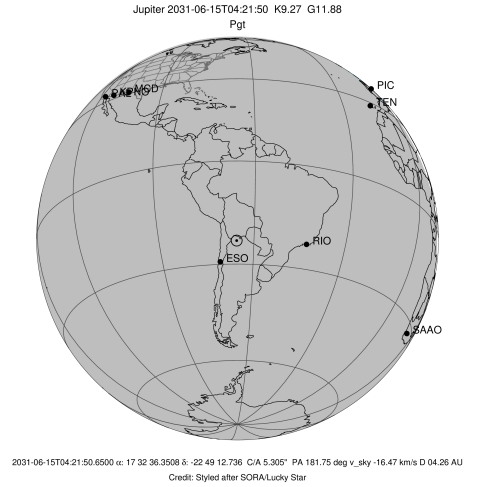 Jupiter 2031-06-15T04:21:50 K9.27 G11.88
Pgt
PIC
TEN
MCD
RIO
ESO
SAAO
2031-06-15T04:21:50.6500 α: 17 32 36.3508 δ: -22 49 12.736 C/A 5.305" PA 181.75 deg v_sky -16.47 km/s D 04.26 AU
Credit: Styled after SORA/Lucky Star